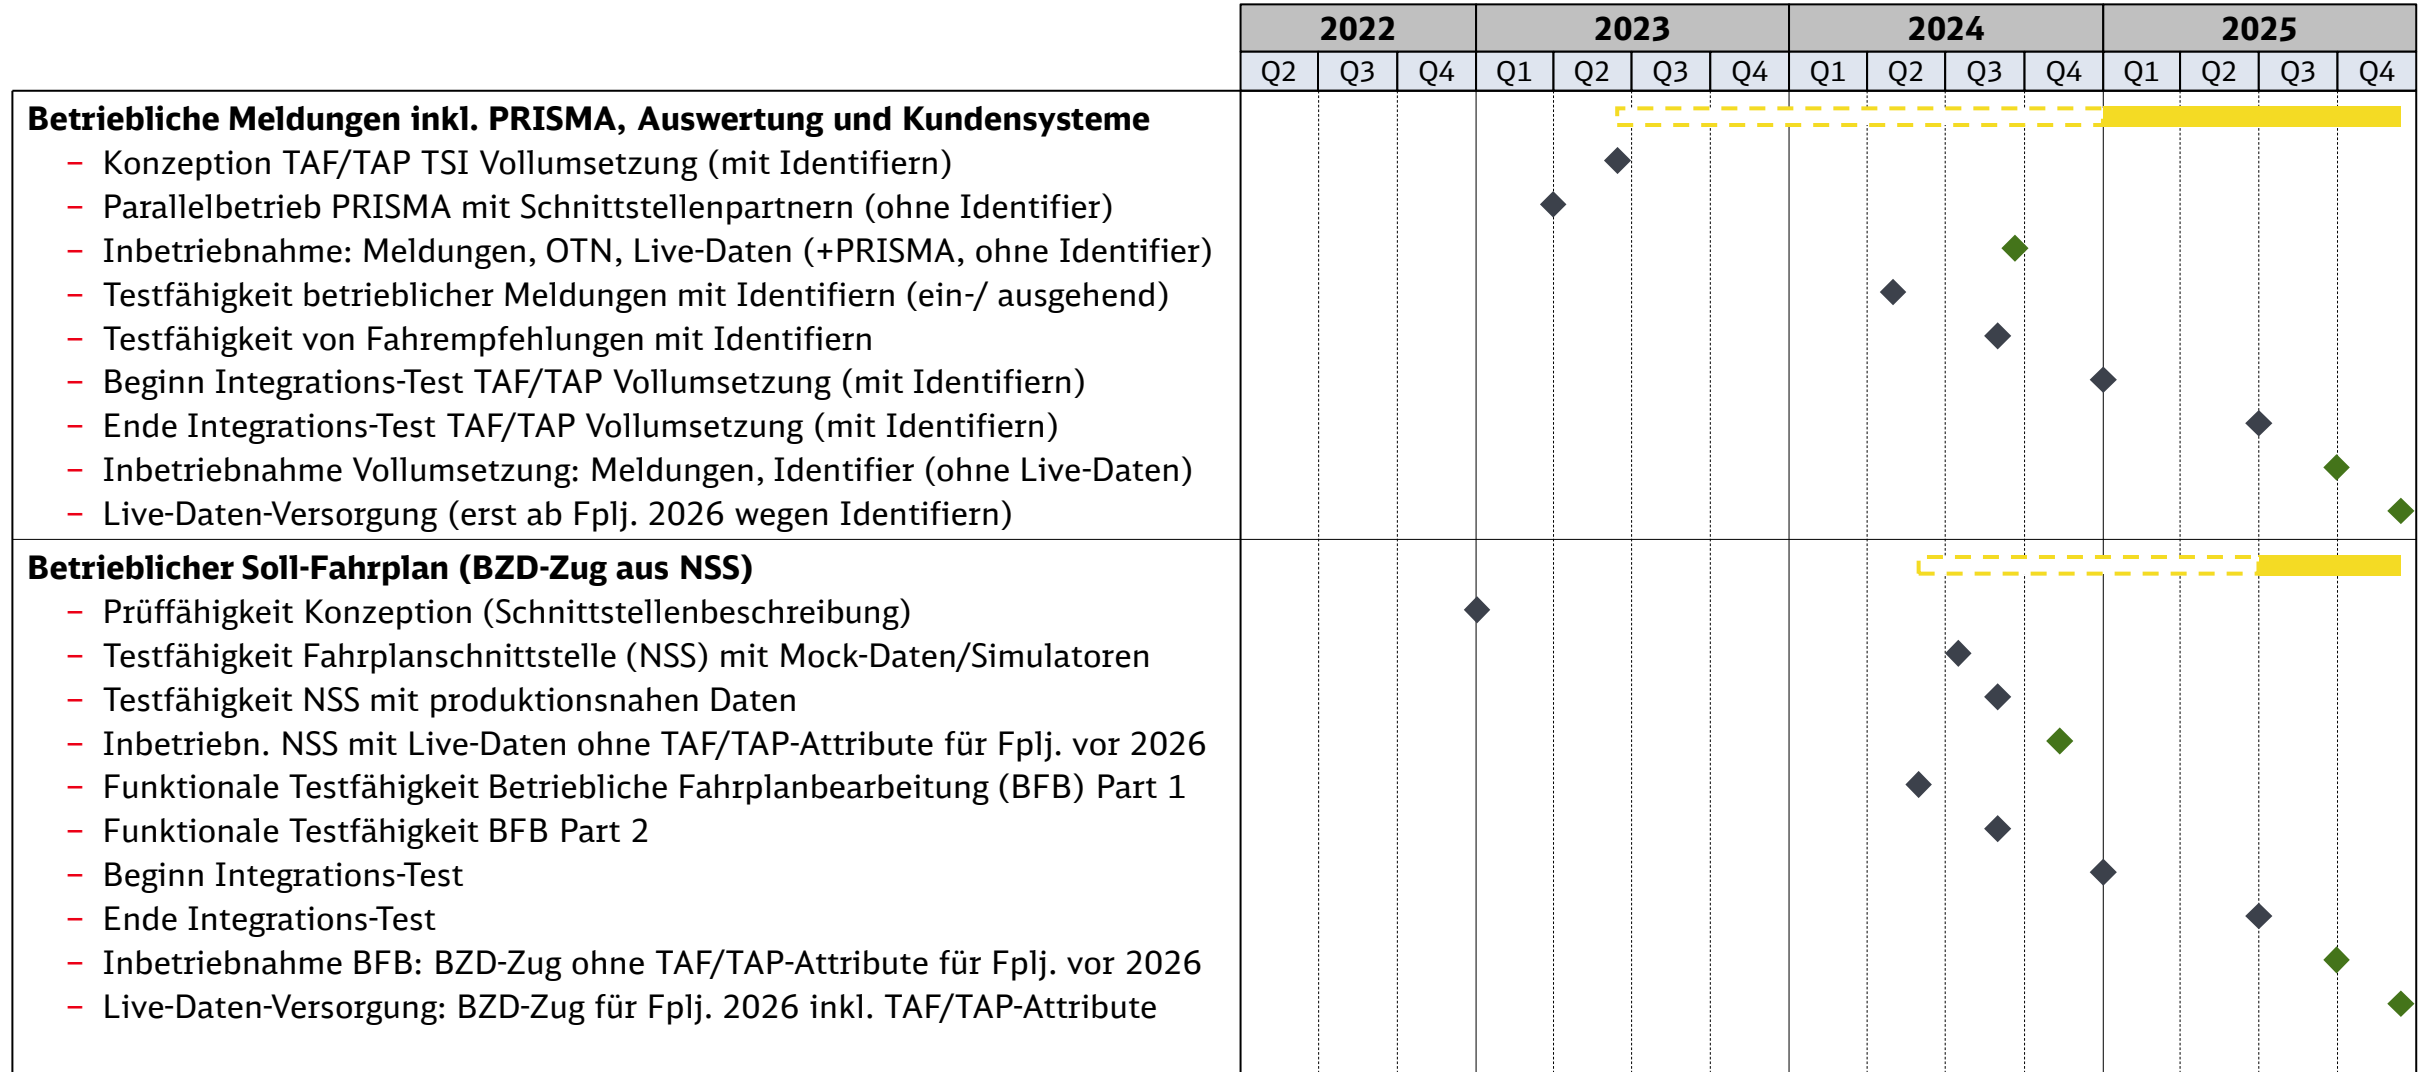 2022 2023 2024 2025
Q2 Q3 Q4 Q1 Q2 Q3 Q4 Q1 Q2 Q3 Q4 Q1 Q2 Q3 Q4
Betriebliche Meldungen inkl. PRISMA, Auswertung und Kundensysteme
– Konzeption TAF/TAP TSI Vollumsetzung (mit Identifiern)
– Parallelbetrieb PRISMA mit Schnittstellenpartnern (ohne Identifier)
– Inbetriebnahme: Meldungen, OTN, Live-Daten (+PRISMA, ohne Identifier)
– Testfähigkeit betrieblicher Meldungen mit Identifiern (ein-/ ausgehend)
– Testfähigkeit von Fahrempfehlungen mit Identifiern
– Beginn Integrations-Test TAF/TAP Vollumsetzung (mit Identifiern)
– Ende Integrations-Test TAF/TAP Vollumsetzung (mit Identifiern)
– Inbetriebnahme Vollumsetzung: Meldungen, Identifier (ohne Live-Daten)
– Live-Daten-Versorgung (erst ab Fplj. 2026 wegen Identifiern)
Betrieblicher Soll-Fahrplan (BZD-Zug aus NSS)
– Prüffähigkeit Konzeption (Schnittstellenbeschreibung)
– Testfähigkeit Fahrplanschnittstelle (NSS) mit Mock-Daten/Simulatoren
– Testfähigkeit NSS mit produktionsnahen Daten
– Inbetriebn. NSS mit Live-Daten ohne TAF/TAP-Attribute für Fplj. vor 2026
– Funktionale Testfähigkeit Betriebliche Fahrplanbearbeitung (BFB) Part 1
– Funktionale Testfähigkeit BFB Part 2
– Beginn Integrations-Test
– Ende Integrations-Test
– Inbetriebnahme BFB: BZD-Zug ohne TAF/TAP-Attribute für Fplj. vor 2026
– Live-Daten-Versorgung: BZD-Zug für Fplj. 2026 inkl. TAF/TAP-Attribute